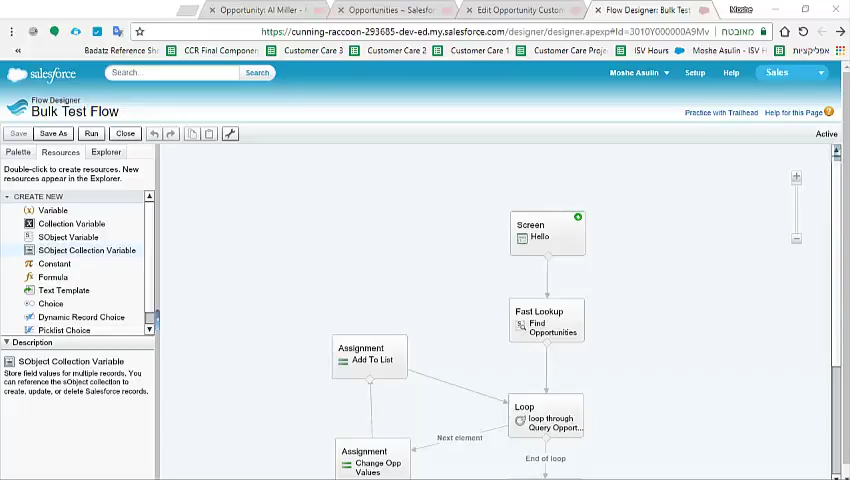 Opportunity: Al Miller -
Opportunities ~ Salesfo
Edit Opportunity Custom
Flow Designer: Bulk Test
Moshe
https://cunning-raccoon-293685-dev-ed.my.salesforce.com/designer/designer.apexp#Id=3010Y000000A9Mv
מאובטח
Badatz Reference She
CCR Final Component
Customer Care 3
Customer Care 2
Customer Care 1
Customer Care Proje
ISV Hours
Moshe Asulin - ISV H
אפליקציות
salesforce
Search...
Search
Moshe Asulin
Setup
Help
Sales
Flow Designer
Bulk Test Flow
Practice with Trailhead
Help for this Page
Save
Save As
Run
Close
Active
Palette
Resources
Explorer
Double-click to create resources. New
resources appear in the Explorer.
CREATE NEW
Variable
Collection Variable
SObject Variable
SObject Collection Variable
Constant
Formula
Text Template
Choice
Dynamic Record Choice
Picklist Choice
Description
SObject Collection Variable
Store field values for multiple records. You
can reference the sObject collection to
create, update, or delete Salesforce records.
Screen
Hello
Fast Lookup
Find
Opportunities
Assignment
Add To List
Loop
loop through
Query Opport...
Next element
Assignment
Change Opp
Values
End of loop